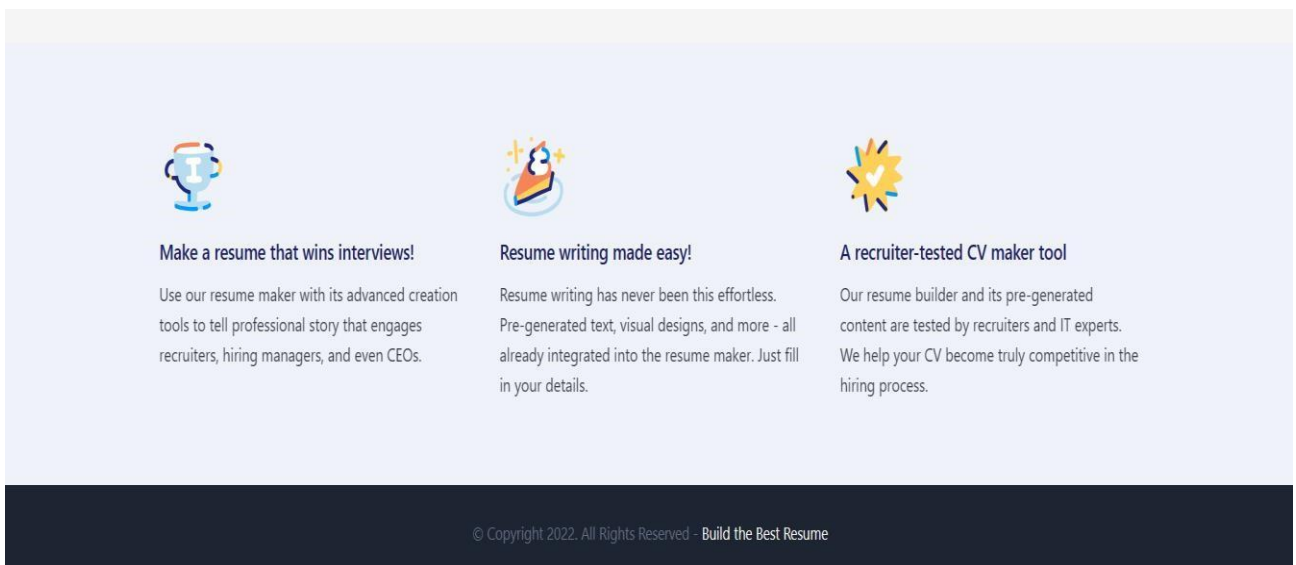 Make a resume that wins interviews!
Use our resume maker with its advanced creation
tools to tell professional story that engages
recruiters, hiring managers, and even CEOs.
Resume writing made easy!
Resume writing has never been this effortless.
Pre-generated text, visual designs, and more - all
already integrated into the resume maker. Just fill
in your details.
A recruiter-tested CV maker tool
Our resume builder and its pre-generated
content are tested by recruiters and IT experts.
We help your CV become truly competitive in the
hiring process.
© Copyright 2022. All Rights Reserved - Build the Best Resume